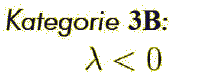 Kategorie 3B:
λ < 0